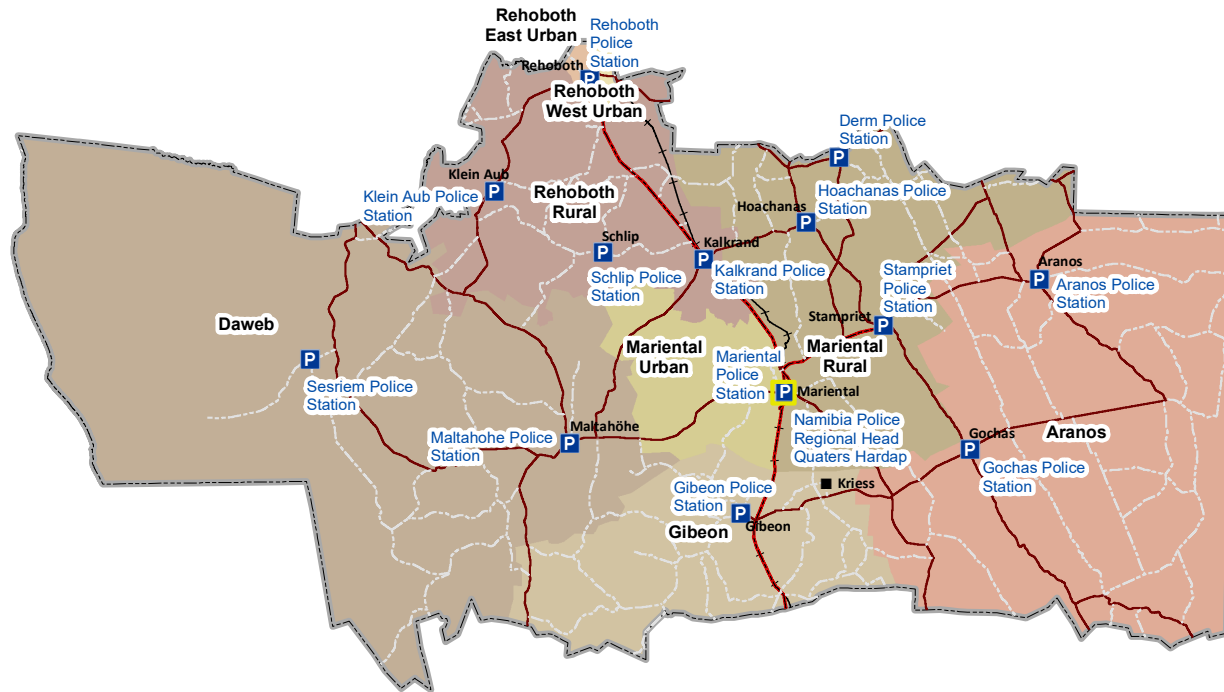 Rehoboth
East Urban
Rehoboth
Police
Station
Rehoboth
P
Rehoboth
West Urban
Derm Police
Station
P
Klein Aub
P
Klein Aub Police
Station
Rehoboth
Rural
Hoachanas Police
Station
Hoachanas
P
Schlip
P
Schlip Police
Station
Kalkrand
P
Kalkrand Police
Station
Stampriet
Police
Station
Stampriet
P
Aranos
P
Aranos Police
Station
Daweb
P
Sesriem Police
Station
Mariental
Urban
Mariental
Police
Station
Mariental
Rural
P
Mariental
Namibia Police
Regional Head
Quaters Hardap
Maltahohe Police
Station
Maltahöhe
P
Gochas
P
Aranos
Gochas Police
Station
Kriess
Gibeon Police
Station
P
Gibeon
Gibeon